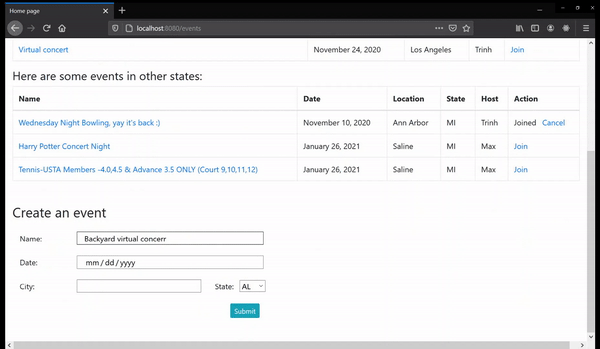 Home page
localhost:8080/events
Virtual concert November 24, 2020 Los Angeles Trinh Join
Here are some events in other states:
Name Date Location State Host Action
Wednesday Night Bowling, yay it's back :) November 10, 2020 Ann Arbor MI Trinh Joined Cancel
Harry Potter Concert Night January 26, 2021 Saline MI Max Join
Tennis-USTA Members -4.0,4.5 & Advance 3.5 ONLY (Court 9,10,11,12) January 26, 2021 Saline MI Max Join
Create an event
Name: Backyard virtual concerr
Date: mm/dd/yyyy
City: State: AL
Submit